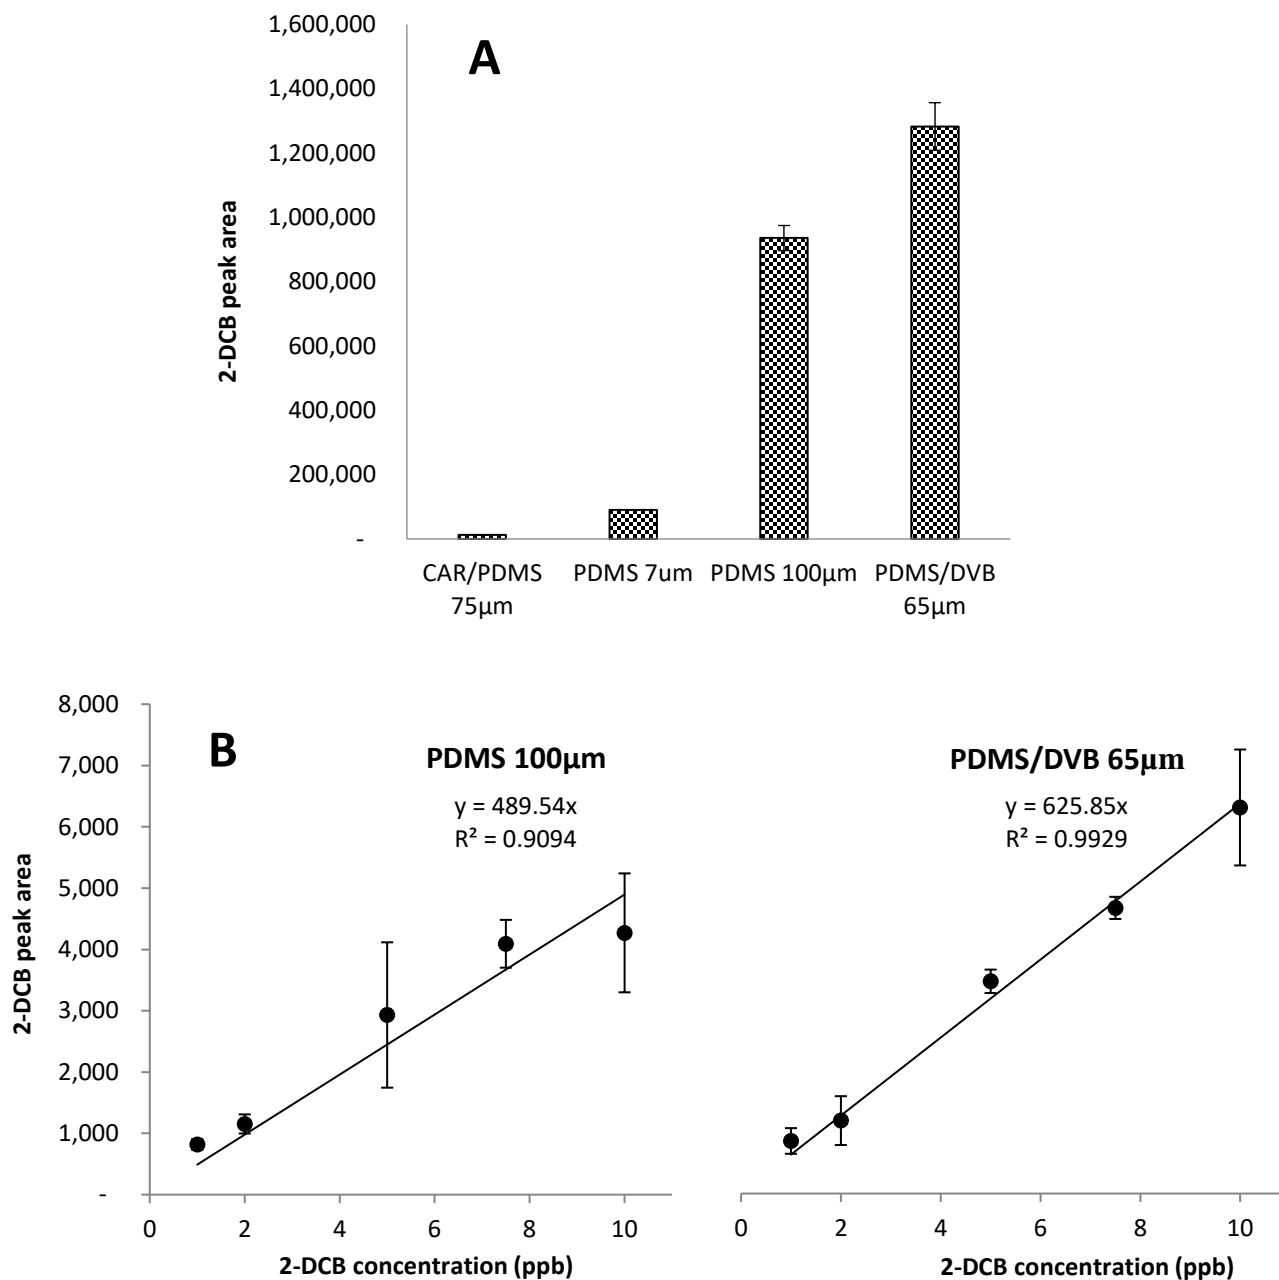 A
1,600,000
1,400,000
1,200,000
1,000,000
800,000
600,000
400,000
200,000
-
2-DCB peak area
CAR/PDMS 75μm
PDMS 7um
PDMS 100μm
PDMS/DVB 65μm
B
8,000
7,000
6,000
5,000
4,000
3,000
2,000
1,000
-
2-DCB peak area
PDMS 100μm
y = 489.54x
R² = 0.9094
0 2 4 6 8 10
2-DCB concentration (ppb)
PDMS/DVB 65μm
y = 625.85x
R² = 0.9929
0 2 4 6 8 10
2-DCB concentration (ppb)